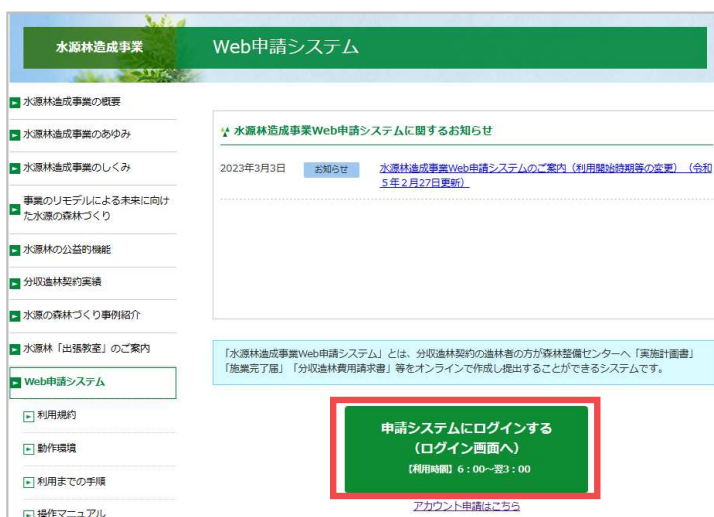 水源林造成事業
Web申請システム
水源林造成事業の概要
水源林造成事業のあゆみ
水源林造成事業のしくみ
事業のリモデルによる未来に向け
た水源の森林づくり
水源林の公益的機能
分収造林契約実績
水源の森林づくり事例紹介
水源林「出張教室」のご案内
Web申請システム
利用規約
動作環境
利用までの手順
操作マニュアル
水源林造成事業Web申請システムに関するお知らせ
2023年3月3日 お知らせ 水源林造成事業Web申請システムのご案内（利用開始時期等の変更）（令和
５年２月27日更新）
「水源林造成事業Web申請システム」とは、分収造林契約の造林者の方が森林整備センターへ「実施計画書」
「施業完了届」「分収造林費用請求書」等をオンラインで作成し提出することができるシステムです。
申請システムにログインする
（ログイン画面へ）
【利用時間】6：00～翌3：00
アカウント申請はこちら